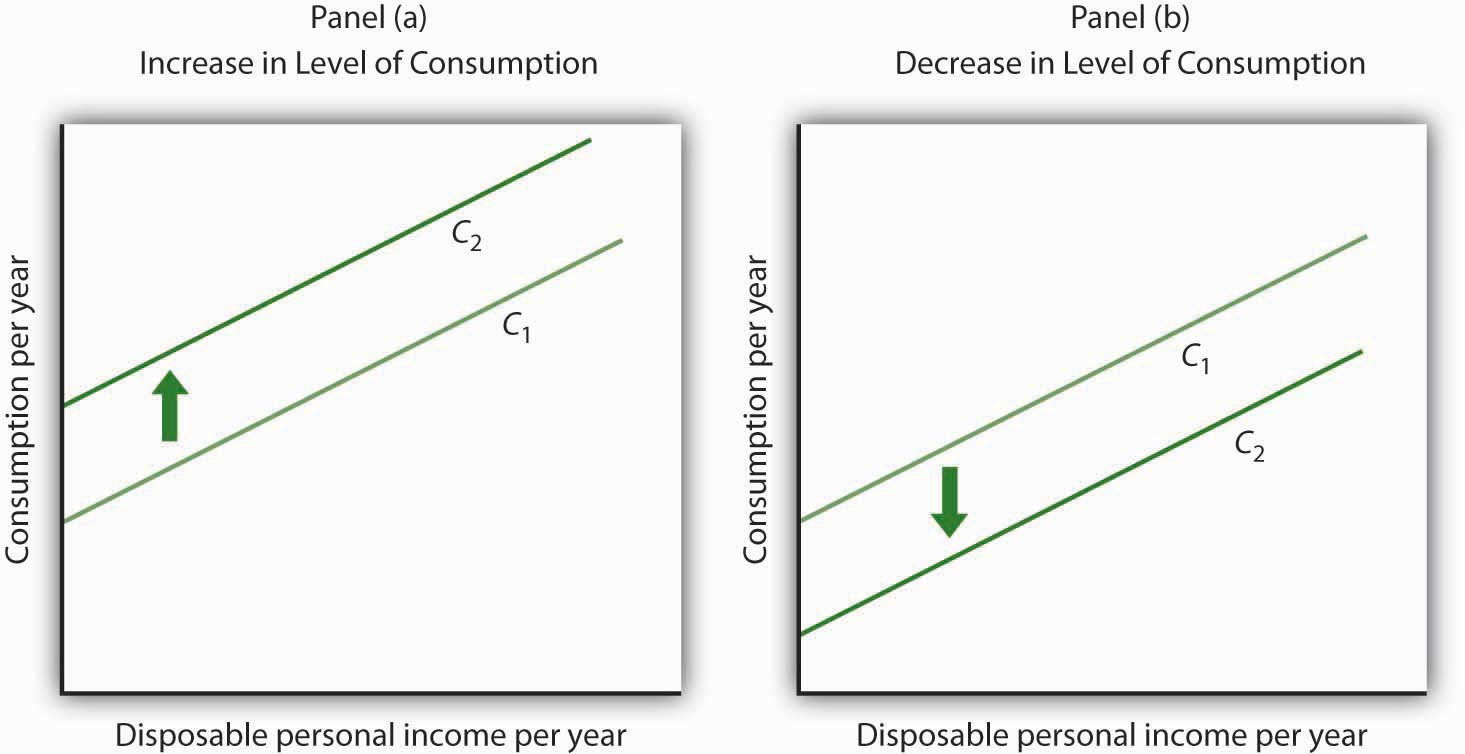 Panel (a)
Increase in Level of Consumption
Consumption per year
C2
C1
Disposable personal income per year
Panel (b)
Decrease in Level of Consumption
Consumption per year
C1
C2
Disposable personal income per year